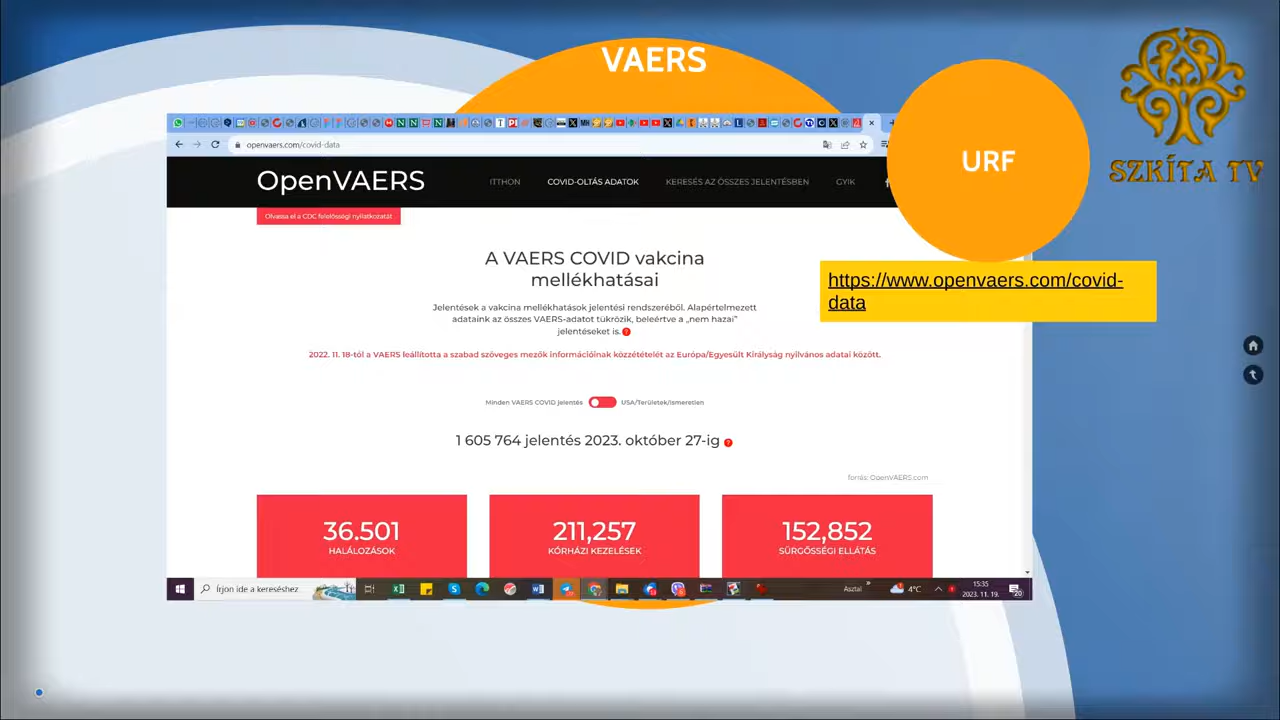 VAERS
URF
SZKÍTA TV
openvaers.com/covid-data
OpenVAERS
ITTHON
COVID-OLTÁS ADATOK
KERESÉS AZ ÖSSZES JELENTÉSBEN
GYIK
Olvassa el a CDC felelősségi nyilatkozatát
https://www.openvaers.com/covid-
data
A VAERS COVID vakcina
mellékhatásai
Jelentések a vakcina mellékhatások jelentési rendszeréből. Alapértelmezett
adataink az összes VAERS-adatot tükrözik, beleértve a „nem hazai”
jelentéseket is. ?
2022. 11. 18-tól a VAERS leállította a szabad szöveges mezők információinak közzétételét az Európa/Egyesült Királyság nyilvános adatai között.
Minden VAERS COVID jelentés
USA/Területek/Ismeretlen
1 605 764 jelentés 2023. október 27-ig ?
forrás: OpenVAERS.com
36.501
HALÁLOZÁSOK
211,257
KÓRHÁZI KEZELÉSEK
152,852
SÜRGŐSSÉGI ELLÁTÁS
Írjon ide a kereséshez
Asztal
4°C
15:35
2023. 11. 19.
20